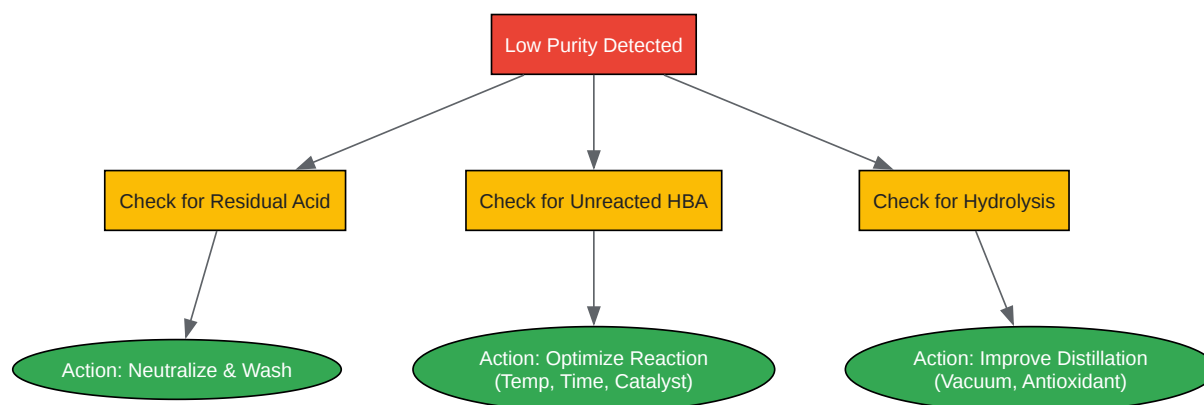 Low Purity Detected
Check for Residual Acid
Check for Unreacted HBA
Check for Hydrolysis
Action: Neutralize & Wash
Action: Optimize Reaction
(Temp, Time, Catalyst)
Action: Improve Distillation
(Vacuum, Antioxidant)